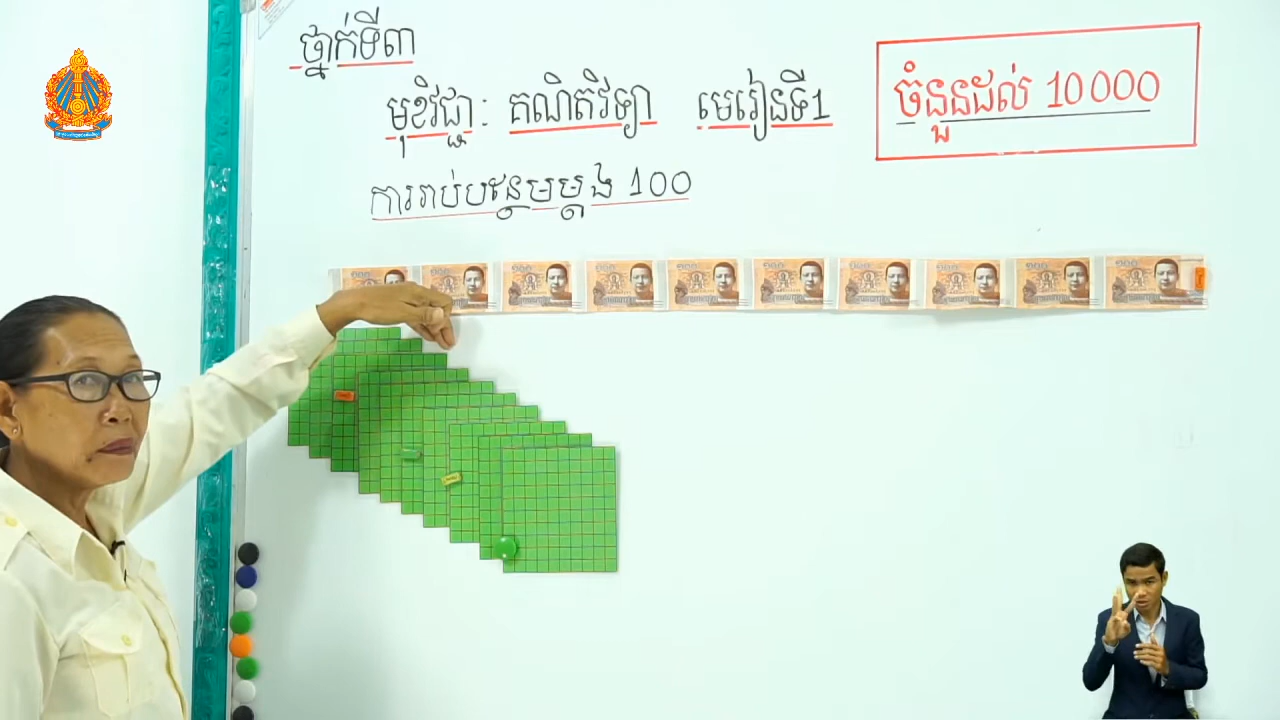 ថ្នាក់ទី៣
មុខវិជ្ជា : គណិតវិទ្យា មេរៀនទី1
ចំនួនដល់ 10000
ការរាប់បន្ថែមម្តង 100